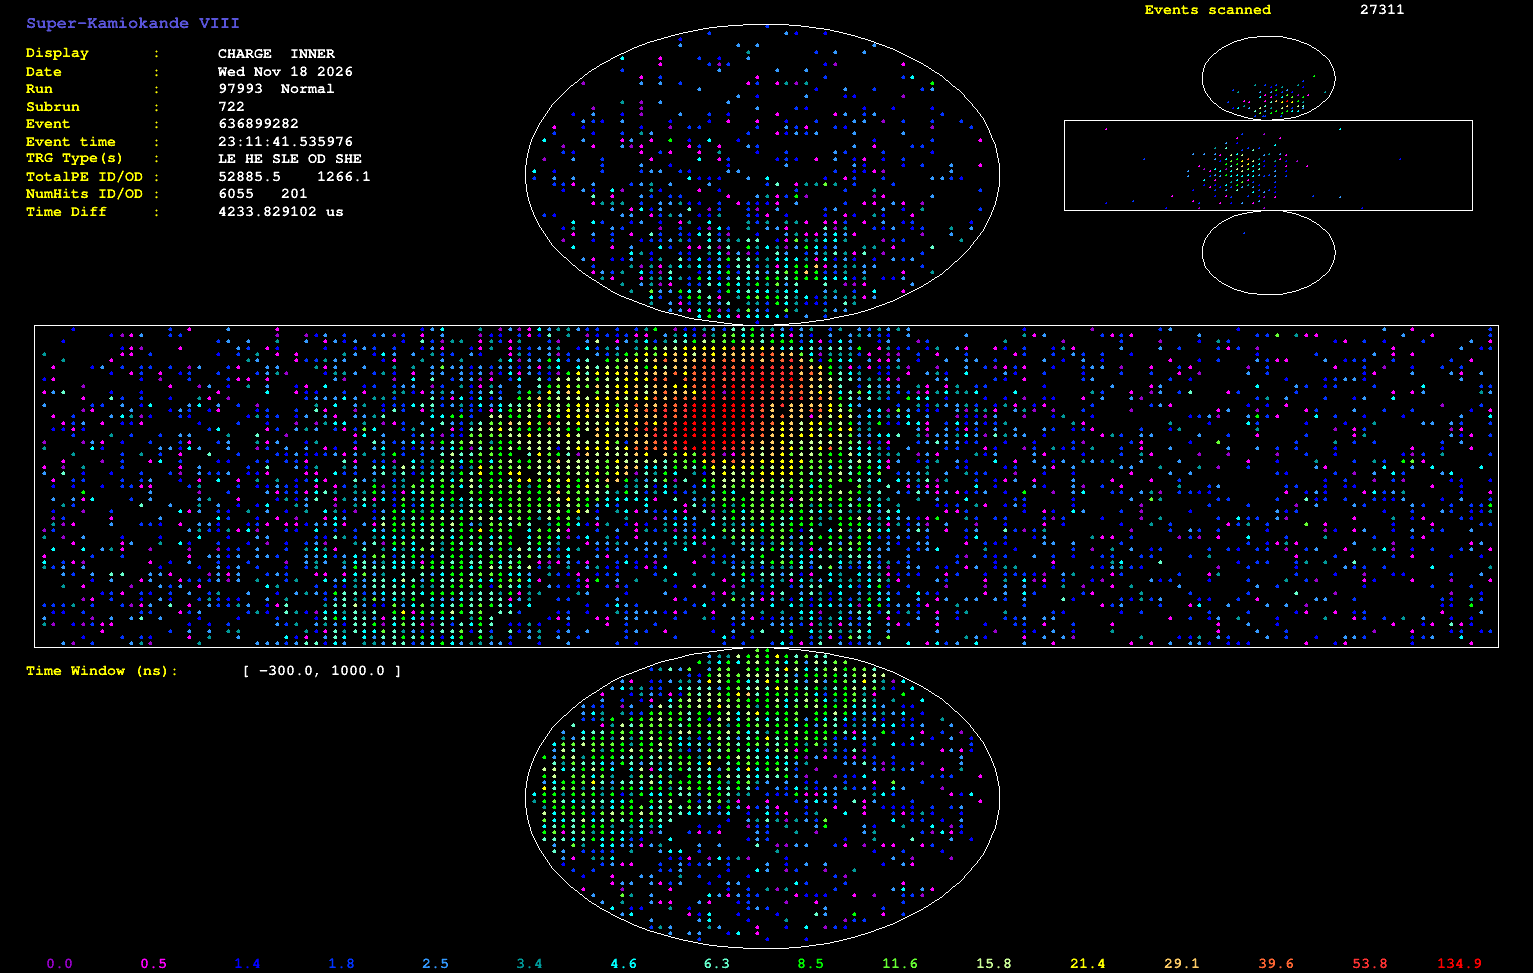 Super-Kamiokande VIII
Display : CHARGE INNER
Date : Wed Nov 18 2026
Run : 97993 Normal
Subrun : 722
Event : 636899282
Event time : 23:11:41.535976
TRG Type(s) : LE HE SLE OD SHE
TotalPE ID/OD : 52885.5 1266.1
NumHits ID/OD : 6055 201
Time Diff : 4233.829102 us
Events scanned 27311
Time Window (ns): [ −300.0, 1000.0 ]
0.0 0.5 1.4 1.8 2.5 3.4 4.6 6.3 8.5 11.6 15.8 21.4 29.1 39.6 53.8 134.9